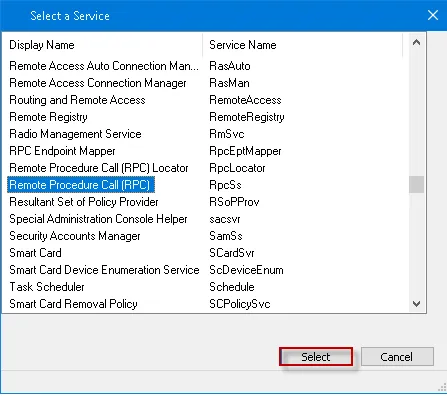 Select a Service
Display Name Service Name
Remote Access Auto Connection Man... RasAuto
Remote Access Connection Manager RasMan
Routing and Remote Access RemoteAccess
Remote Registry RemoteRegistry
Radio Management Service RmSvc
RPC Endpoint Mapper RpcEptMapper
Remote Procedure Call (RPC) Locator RpcLocator
Remote Procedure Call (RPC) RpcSs
Resultant Set of Policy Provider RSoPProv
Special Administration Console Helper sacsvr
Security Accounts Manager SamSs
Smart Card SCardSvr
Smart Card Device Enumeration Service ScDeviceEnum
Task Scheduler Schedule
Smart Card Removal Policy SCPolicySvc
Select Cancel